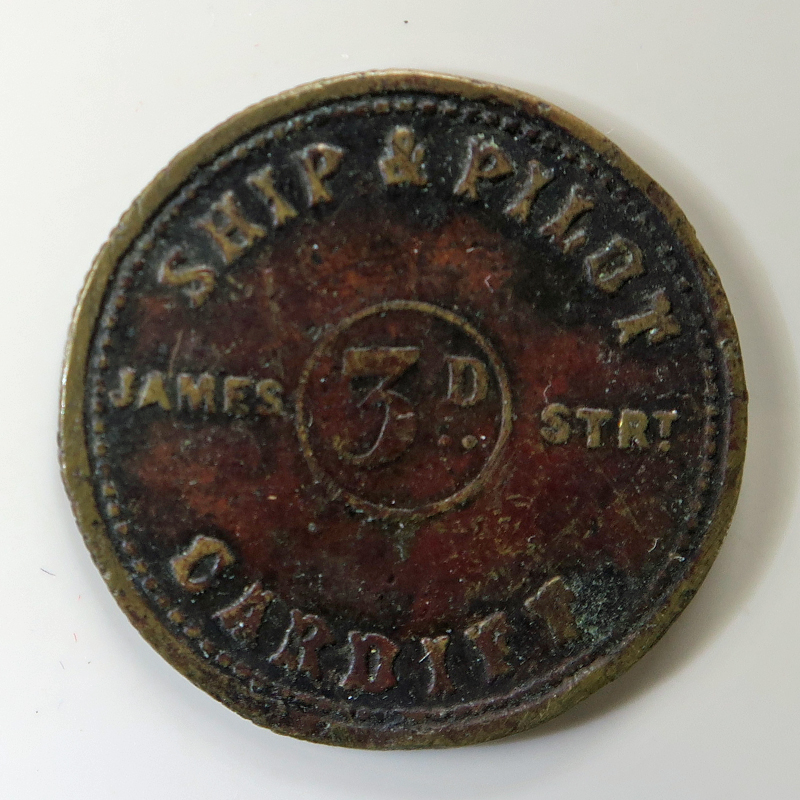 SHIP & PILOT
JAMES 3D STRT
CARDIFF